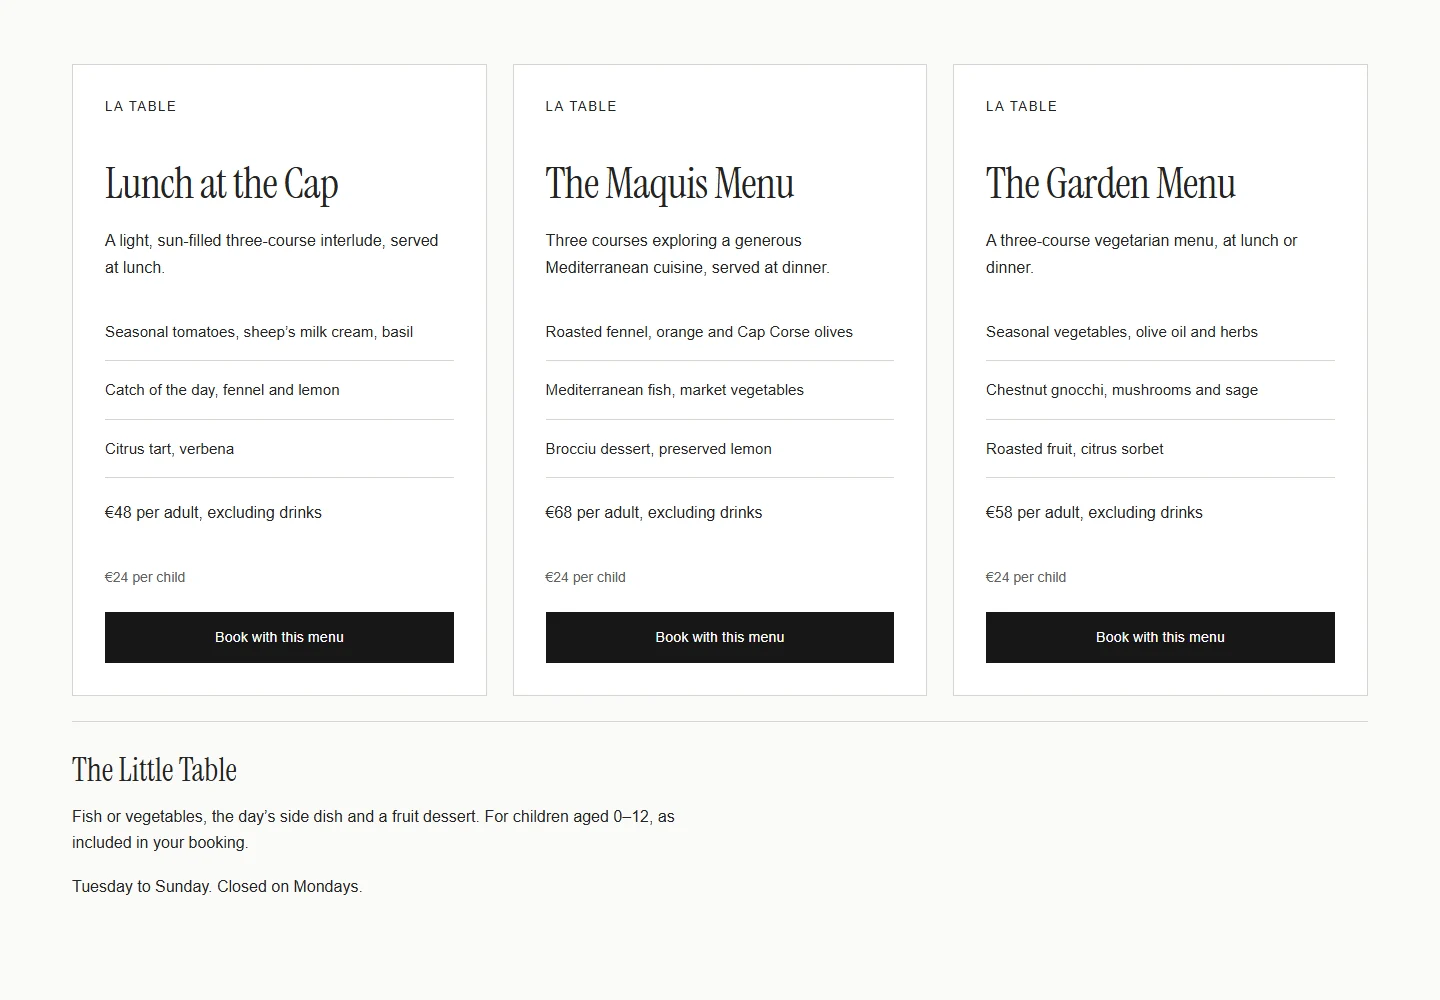 LA TABLE
Lunch at the Cap
A light, sun-filled three-course interlude, served
at lunch.
Seasonal tomatoes, sheep’s milk cream, basil
Catch of the day, fennel and lemon
Citrus tart, verbena
€48 per adult, excluding drinks
€24 per child
Book with this menu
LA TABLE
The Maquis Menu
Three courses exploring a generous
Mediterranean cuisine, served at dinner.
Roasted fennel, orange and Cap Corse olives
Mediterranean fish, market vegetables
Brocciu dessert, preserved lemon
€68 per adult, excluding drinks
€24 per child
Book with this menu
LA TABLE
The Garden Menu
A three-course vegetarian menu, at lunch or
dinner.
Seasonal vegetables, olive oil and herbs
Chestnut gnocchi, mushrooms and sage
Roasted fruit, citrus sorbet
€58 per adult, excluding drinks
€24 per child
Book with this menu
The Little Table
Fish or vegetables, the day’s side dish and a fruit dessert. For children aged 0–12, as
included in your booking.
Tuesday to Sunday. Closed on Mondays.